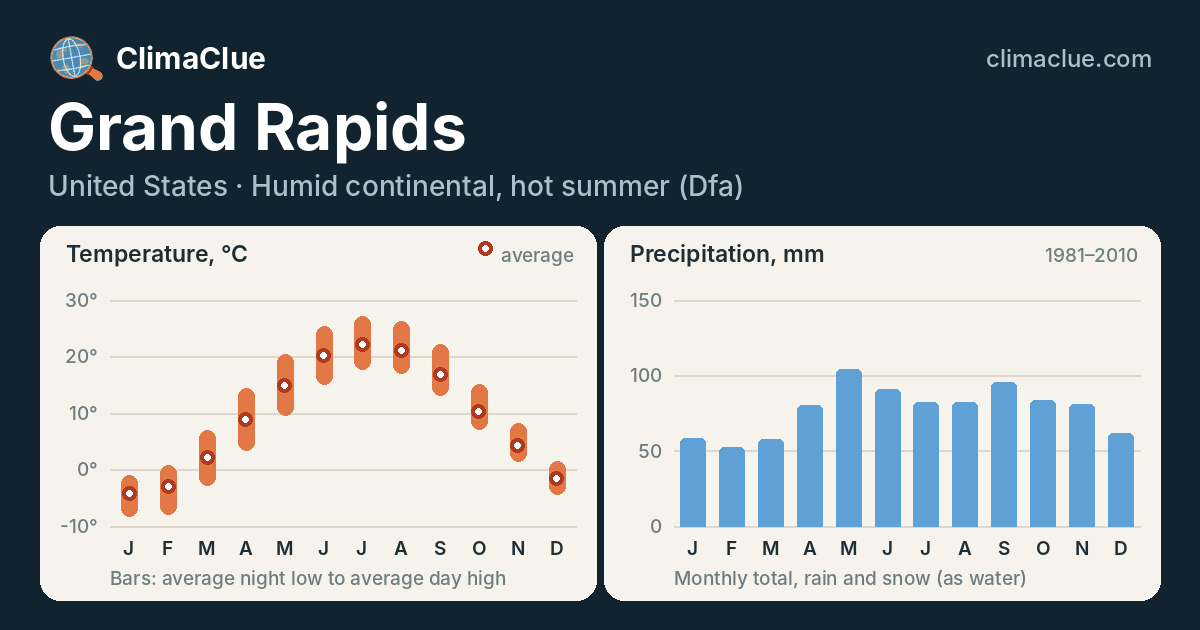 ClimaClue
climaclue.com
Grand Rapids
United States · Humid continental, hot summer (Dfa)
Temperature, °C
average
30°
20°
10°
0°
-10°
J F M A M J J A S O N D
Bars: average night low to average day high
Precipitation, mm
1981–2010
150
100
50
0
J F M A M J J A S O N D
Monthly total, rain and snow (as water)